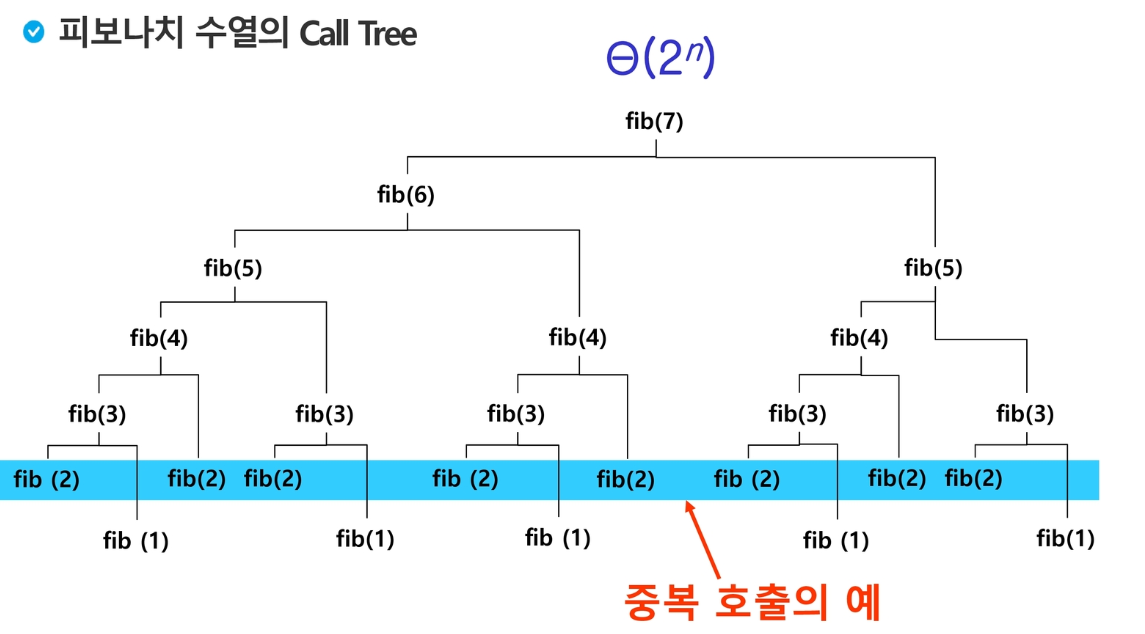 피보나치 수열의 Call Tree
Θ(2ⁿ)
fib(7)
fib(6)
fib(5) fib(5)
fib(4) fib(4) fib(4)
fib(3) fib(3) fib(3) fib(3) fib(3)
fib (2) fib(2) fib(2) fib (2) fib(2) fib (2) fib(2) fib(2)
fib (1) fib(1) fib (1) fib (1) fib(1)
중복 호출의 예